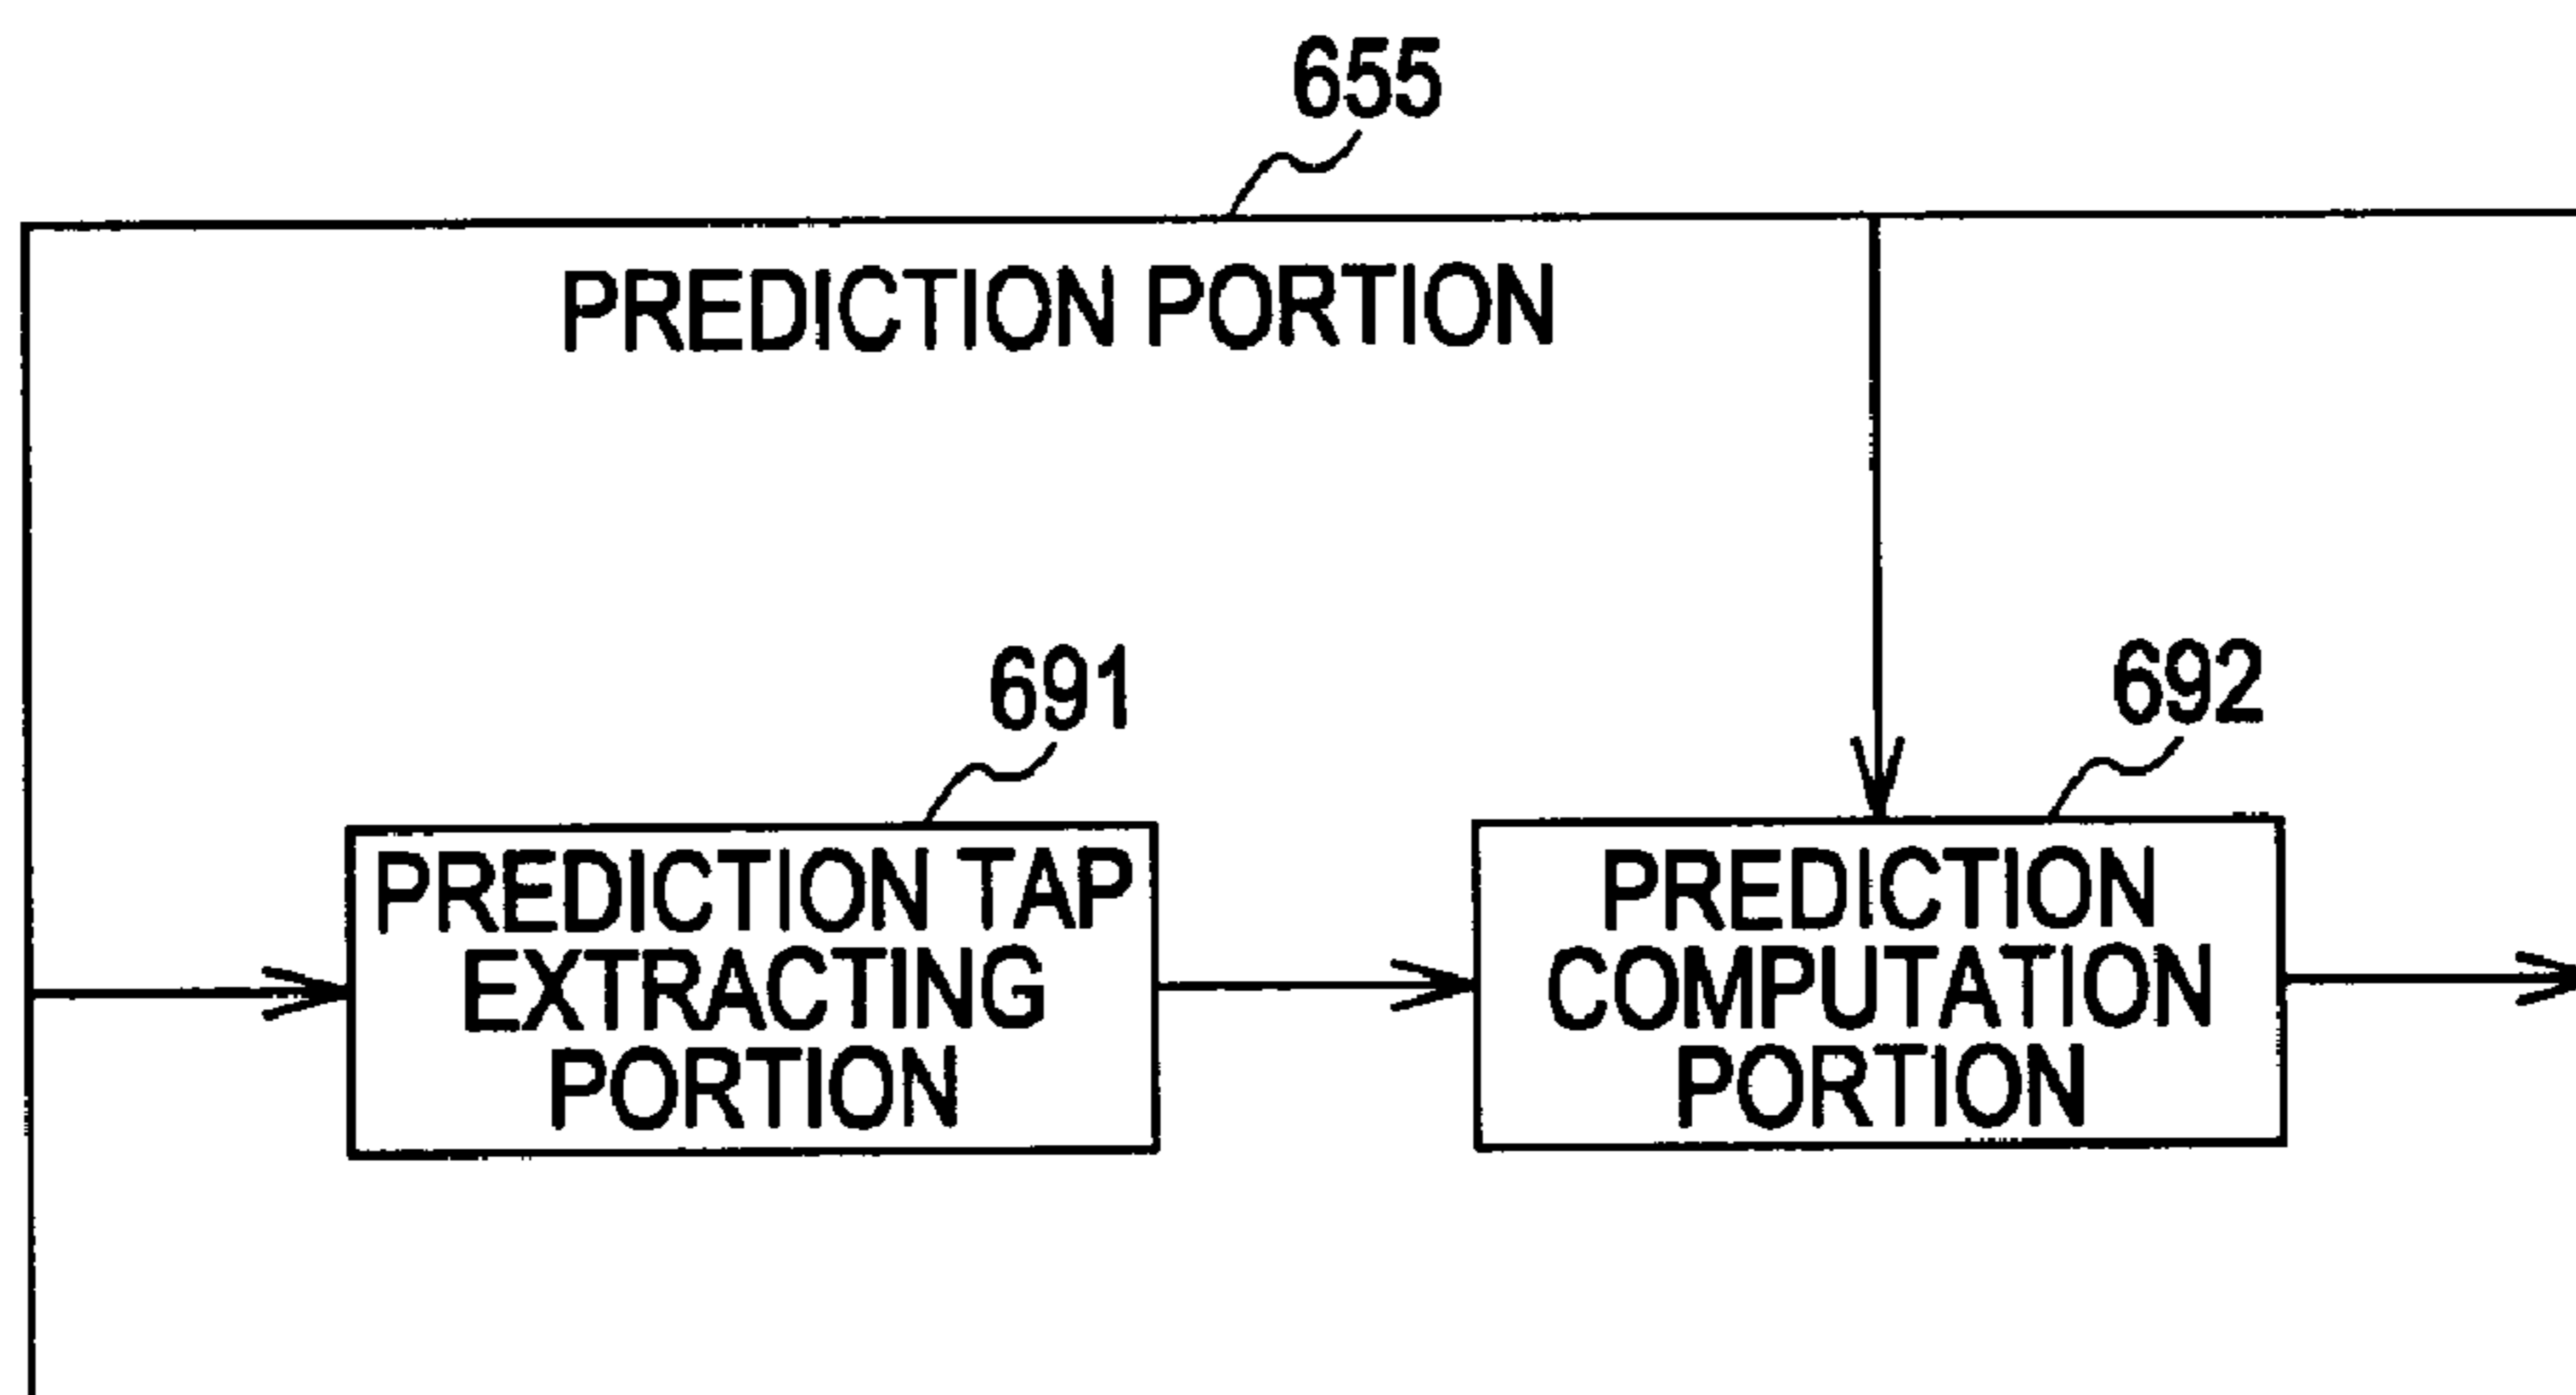 655
PREDICTION PORTION
691
692
PREDICTION TAP
EXTRACTING
PORTION
PREDICTION
COMPUTATION
PORTION